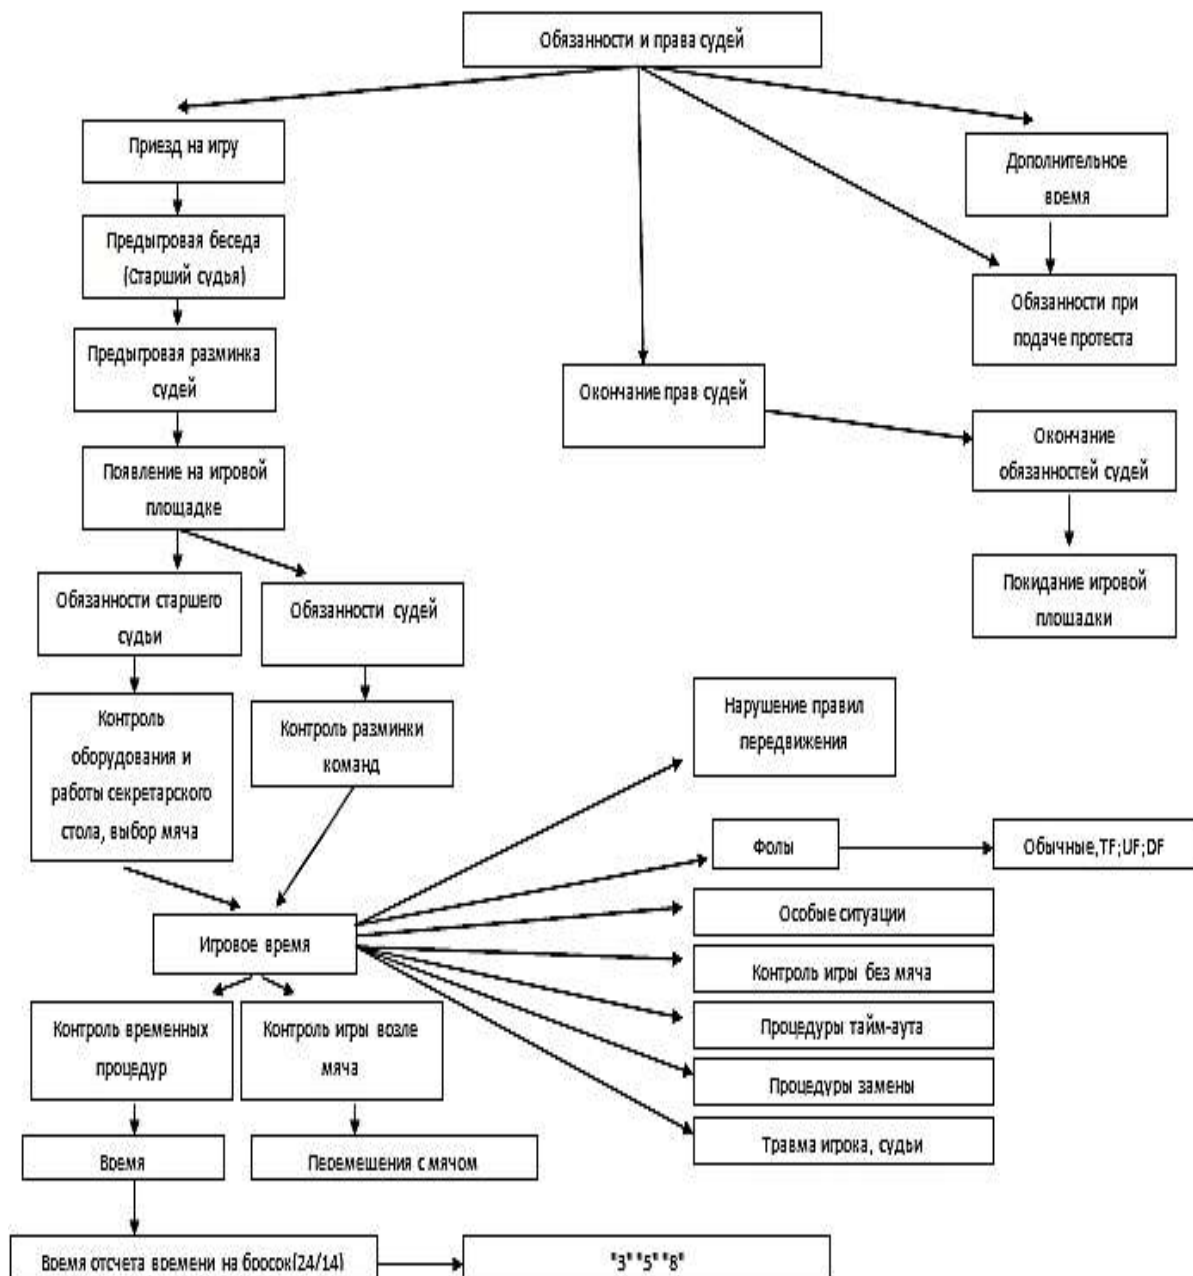 Обязанности и права судей
Приезд на игру
Дополнительное
время
Предыгровая беседа
(Старший судья)
Обязанности при
подаче протеста
Предыгровая разминка
судей
Окончание прав судей
Окончание
обязанностей судей
Появление на игровой
площадке
Покидание игровой
площадки
Обязанности старшего
судьи
Обязанности судей
Контроль
оборудования и
работы секретарского
стола, выбор мяча
Контроль разминки
команд
Нарушение правил
передвижения
Фолы
Обычные,TF;UF;DF
Игровое время
Особые ситуации
Контроль игры без мяча
Процедуры тайм-аута
Процедуры замены
Травма игрока, судьи
Контроль временных
процедур
Контроль игры возле
мяча
Время
Перемещения с мячом
Время отсчета времени на бросок(24/14)
"3" "5" "8"